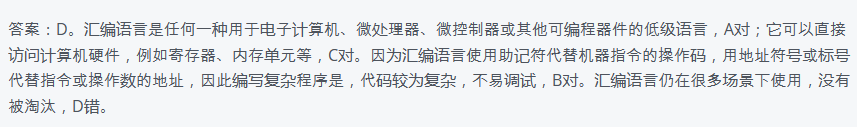 答案：D。汇编语言是任何一种用于电子计算机、微处理器、微控制器或其他可编程器件的低级语言，A对；它可以直接
访问计算机硬件，例如寄存器、内存单元等，C对。因为汇编语言使用助记符代替机器指令的操作码，用地址符号或标号
代替指令或操作数的地址，因此编写复杂程序是，代码较为复杂，不易调试，B对。汇编语言仍在很多场景下使用，没有
被淘汰，D错。